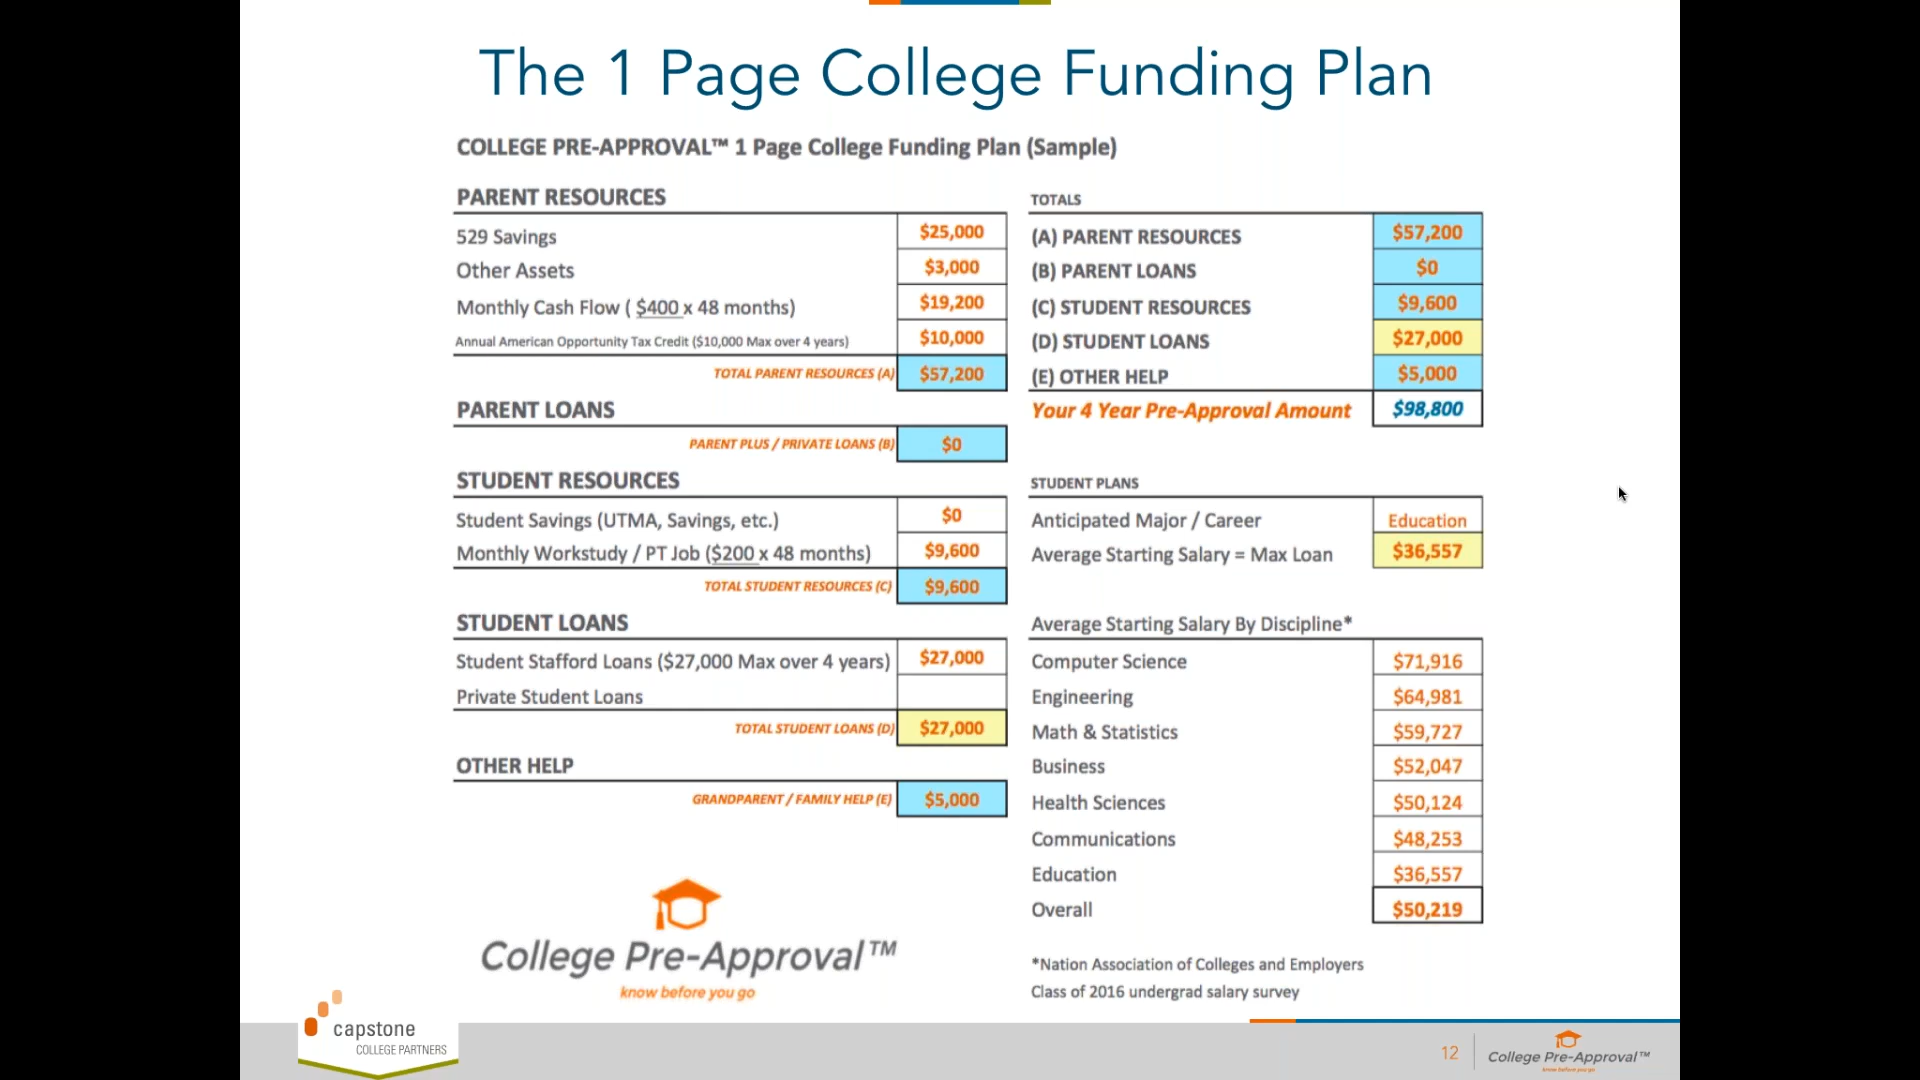 The 1 Page College Funding Plan
COLLEGE PRE-APPROVAL™ 1 Page College Funding Plan (Sample)
PARENT RESOURCES
529 Savings $25,000
Other Assets $3,000
Monthly Cash Flow ( $400 x 48 months) $19,200
Annual American Opportunity Tax Credit ($10,000 Max over 4 years) $10,000
TOTAL PARENT RESOURCES (A) $57,200
PARENT LOANS
PARENT PLUS / PRIVATE LOANS (B) $0
STUDENT RESOURCES
Student Savings (UTMA, Savings, etc.) $0
Monthly Workstudy / PT Job ($200 x 48 months) $9,600
TOTAL STUDENT RESOURCES (C) $9,600
STUDENT LOANS
Student Stafford Loans ($27,000 Max over 4 years) $27,000
Private Student Loans
TOTAL STUDENT LOANS (D) $27,000
OTHER HELP
GRANDPARENT / FAMILY HELP (E) $5,000
TOTALS
(A) PARENT RESOURCES $57,200
(B) PARENT LOANS $0
(C) STUDENT RESOURCES $9,600
(D) STUDENT LOANS $27,000
(E) OTHER HELP $5,000
Your 4 Year Pre-Approval Amount $98,800
STUDENT PLANS
Anticipated Major / Career Education
Average Starting Salary = Max Loan $36,557
Average Starting Salary By Discipline*
Computer Science $71,916
Engineering $64,981
Math & Statistics $59,727
Business $52,047
Health Sciences $50,124
Communications $48,253
Education $36,557
Overall $50,219
*Nation Association of Colleges and Employers
Class of 2016 undergrad salary survey
College Pre-Approval™
know before you go
capstone
COLLEGE PARTNERS
12
College Pre-Approval™
know before you go